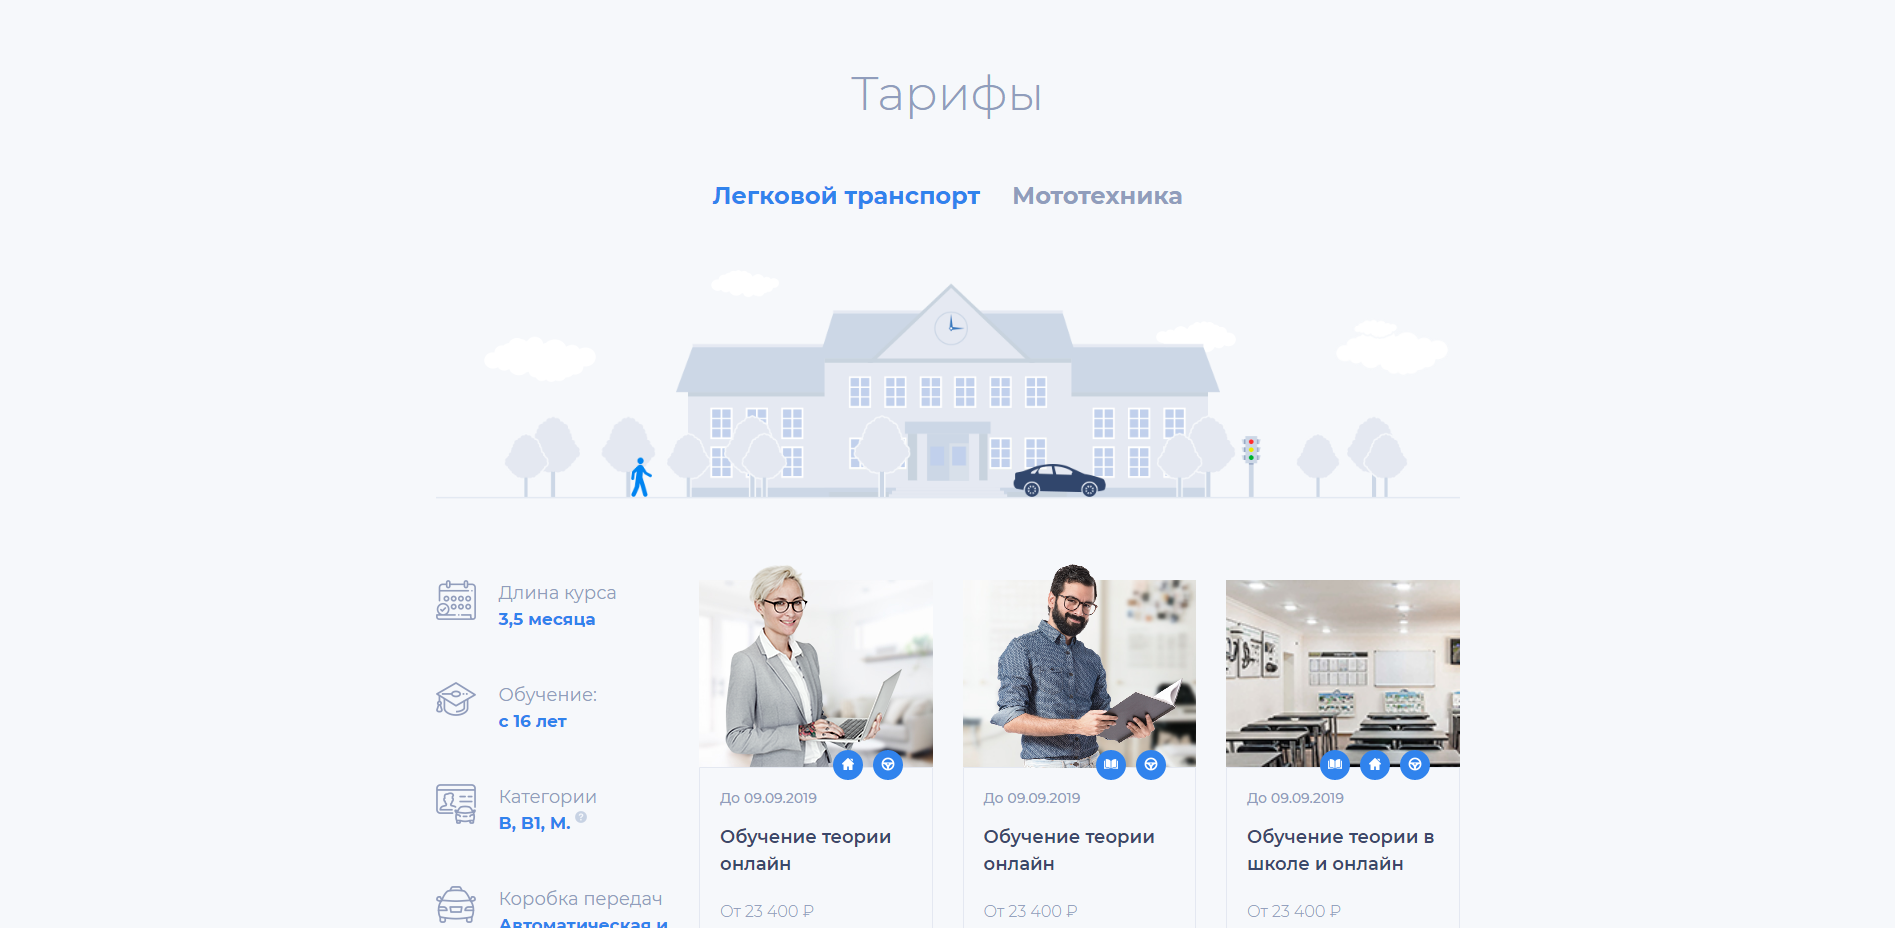 Тарифы
Легковой транспорт
Мототехника
Длина курса
3,5 месяца
Обучение:
с 16 лет
Категории
B, B1, M.
?
Коробка передач
Автоматическая и
До 09.09.2019
Обучение теории
онлайн
От 23 400 ₽
До 09.09.2019
Обучение теории
онлайн
От 23 400 ₽
До 09.09.2019
Обучение теории в
школе и онлайн
От 23 400 ₽